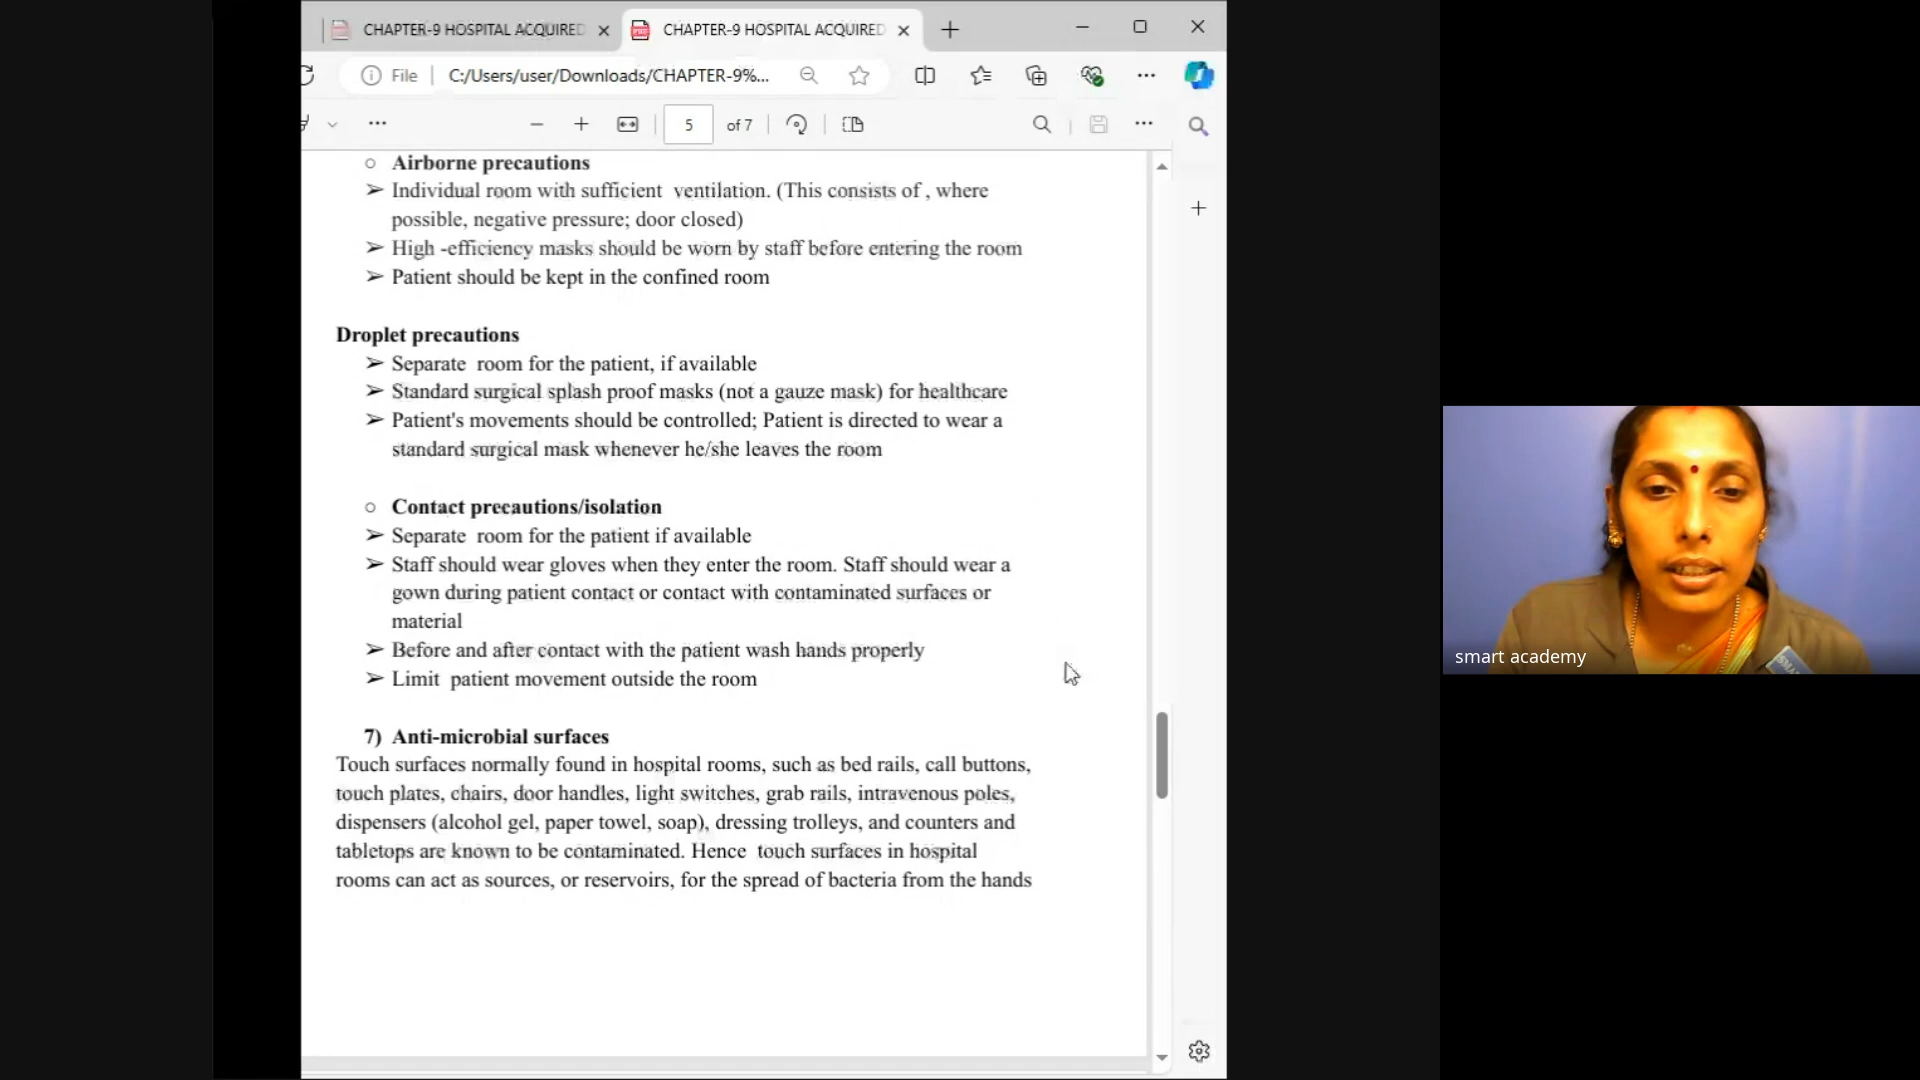 CHAPTER-9 HOSPITAL ACQUIRED
CHAPTER-9 HOSPITAL ACQUIRED
File
C:/Users/user/Downloads/CHAPTER-9%...
5 of 7
○ Airborne precautions
➢ Individual room with sufficient ventilation. (This consists of , where
possible, negative pressure; door closed)
➢ High -efficiency masks should be worn by staff before entering the room
➢ Patient should be kept in the confined room
Droplet precautions
➢ Separate room for the patient, if available
➢ Standard surgical splash proof masks (not a gauze mask) for healthcare
➢ Patient's movements should be controlled; Patient is directed to wear a
standard surgical mask whenever he/she leaves the room
○ Contact precautions/isolation
➢ Separate room for the patient if available
➢ Staff should wear gloves when they enter the room. Staff should wear a
gown during patient contact or contact with contaminated surfaces or
material
➢ Before and after contact with the patient wash hands properly
➢ Limit patient movement outside the room
7) Anti-microbial surfaces
Touch surfaces normally found in hospital rooms, such as bed rails, call buttons,
touch plates, chairs, door handles, light switches, grab rails, intravenous poles,
dispensers (alcohol gel, paper towel, soap), dressing trolleys, and counters and
tabletops are known to be contaminated. Hence touch surfaces in hospital
rooms can act as sources, or reservoirs, for the spread of bacteria from the hands
smart academy